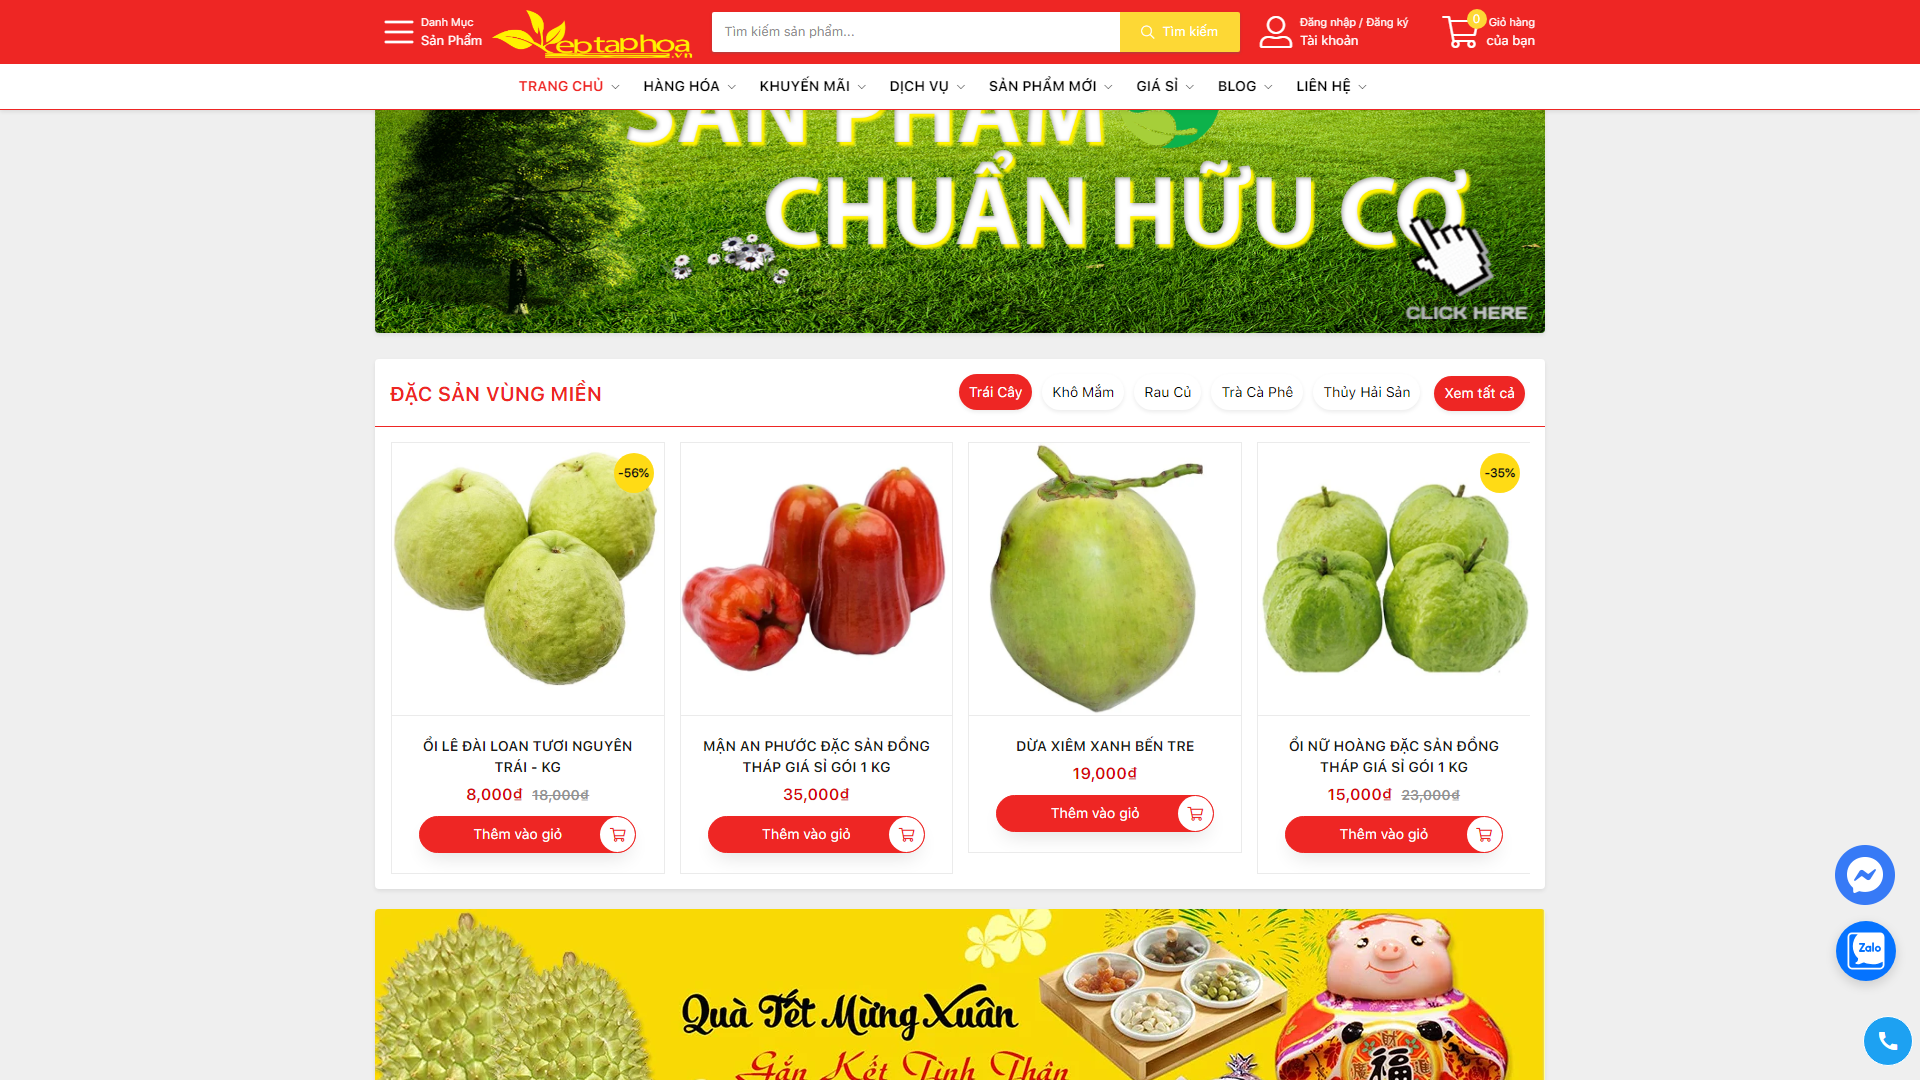 Danh Mục
Sản Phẩm
eptaphoa
.vn
Tìm kiếm sản phẩm...
Tìm kiếm
Đăng nhập / Đăng ký
Tài khoản
0
Giỏ hàng
của bạn
TRANG CHỦ
HÀNG HÓA
KHUYẾN MÃI
DỊCH VỤ
SẢN PHẨM MỚI
GIÁ SỈ
BLOG
LIÊN HỆ
SẢN PHẨM
CHUẨN HỮU CƠ
CLICK HERE
ĐẶC SẢN VÙNG MIỀN
Trái Cây
Khô Mắm
Rau Củ
Trà Cà Phê
Thủy Hải Sản
Xem tất cả
-56%
-35%
ỔI LÊ ĐÀI LOAN TƯƠI NGUYÊN
TRÁI - KG
8,000₫ 18,000₫
Thêm vào giỏ
MẬN AN PHƯỚC ĐẶC SẢN ĐỒNG
THÁP GIÁ SỈ GÓI 1 KG
35,000₫
Thêm vào giỏ
DỪA XIÊM XANH BẾN TRE
19,000₫
Thêm vào giỏ
ỔI NỮ HOÀNG ĐẶC SẢN ĐỒNG
THÁP GIÁ SỈ GÓI 1 KG
15,000₫ 23,000₫
Thêm vào giỏ
Quà Tết Mừng Xuân
Gắn Kết Tình Thân
福
Zalo